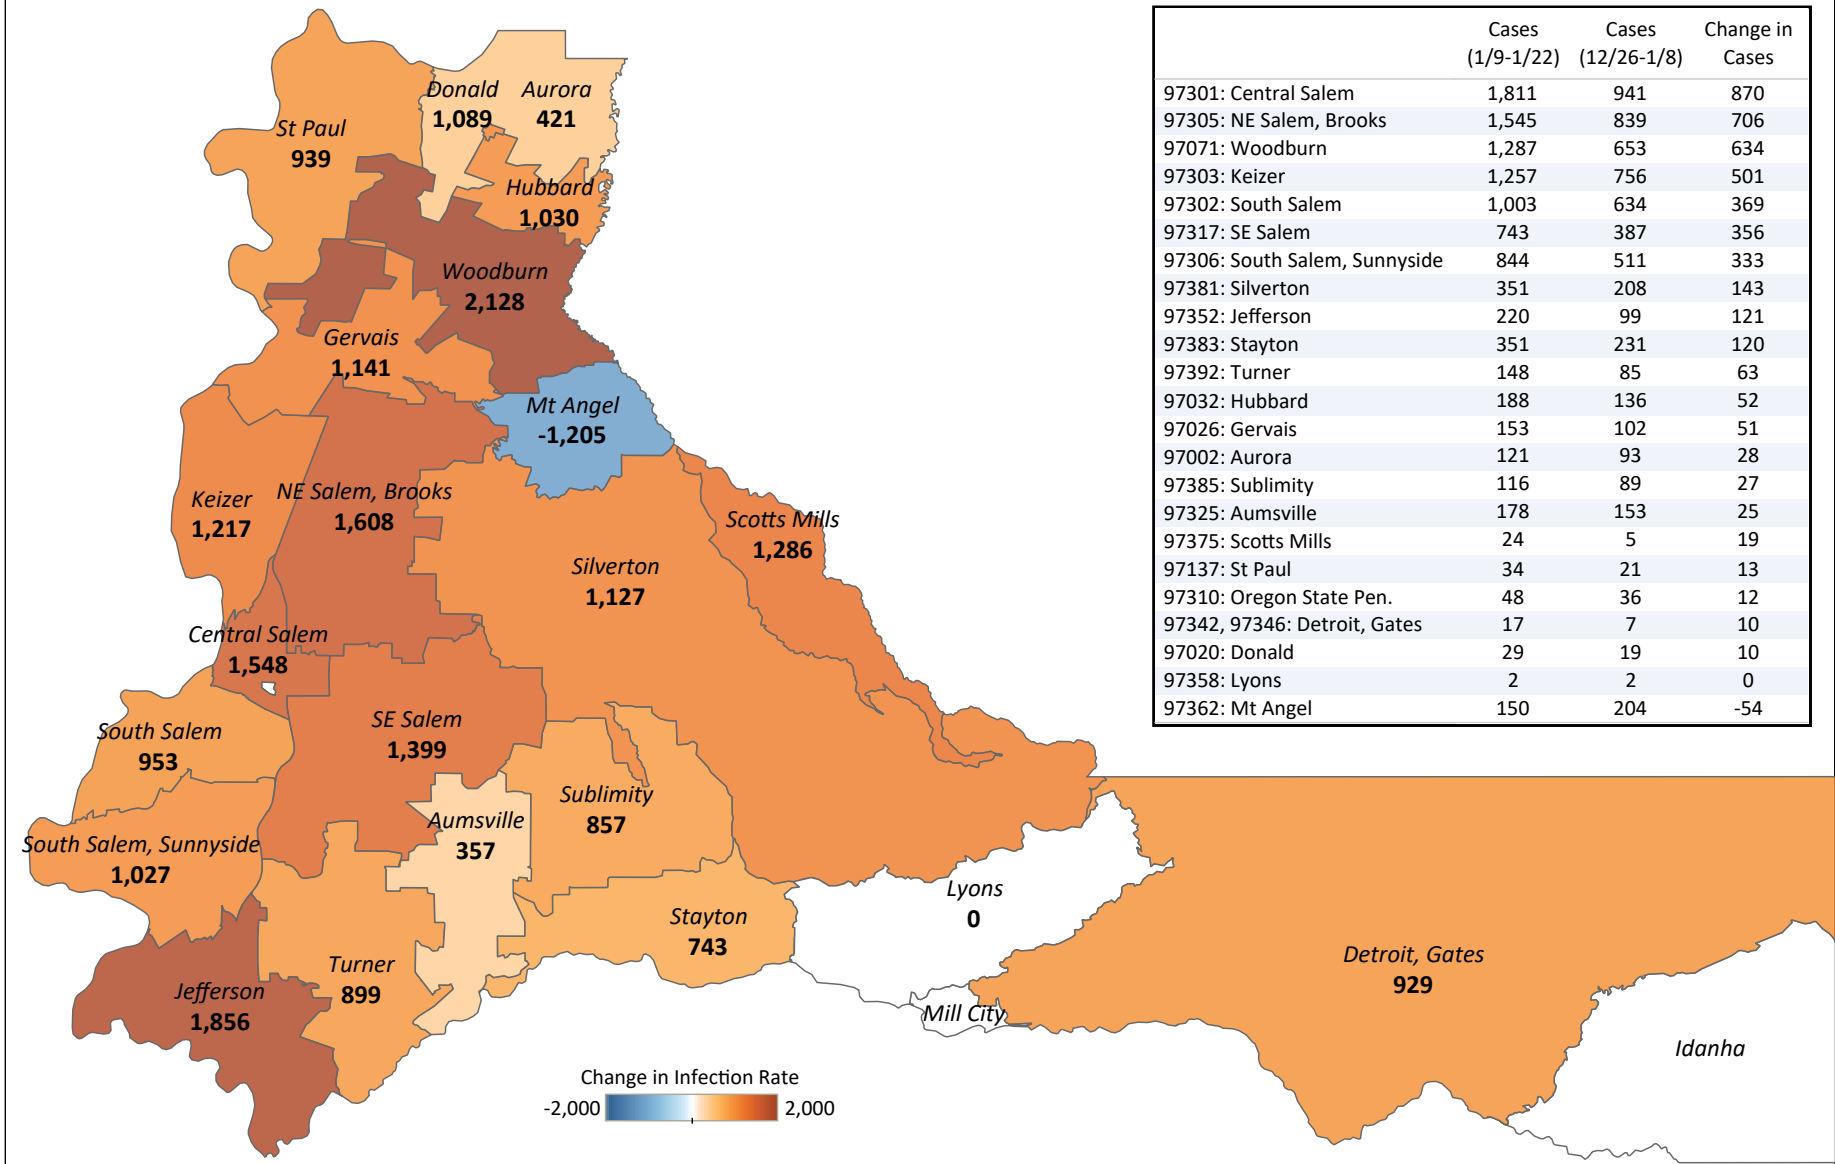 Donald
1,089
Aurora
421
St Paul
939
Hubbard
1,030
Woodburn
2,128
Gervais
1,141
Mt Angel
-1,205
Keizer
1,217
NE Salem, Brooks
1,608
Scotts Mills
1,286
Silverton
1,127
Central Salem
1,548
South Salem
953
SE Salem
1,399
Sublimity
857
Aumsville
357
South Salem, Sunnyside
1,027
Lyons
0
Stayton
743
Detroit, Gates
929
Turner
899
Jefferson
1,856
Mill City
Idanha
Change in Infection Rate
-2,000 2,000
Cases Cases Change in
(1/9-1/22) (12/26-1/8) Cases
97301: Central Salem 1,811 941 870
97305: NE Salem, Brooks 1,545 839 706
97071: Woodburn 1,287 653 634
97303: Keizer 1,257 756 501
97302: South Salem 1,003 634 369
97317: SE Salem 743 387 356
97306: South Salem, Sunnyside 844 511 333
97381: Silverton 351 208 143
97352: Jefferson 220 99 121
97383: Stayton 351 231 120
97392: Turner 148 85 63
97032: Hubbard 188 136 52
97026: Gervais 153 102 51
97002: Aurora 121 93 28
97385: Sublimity 116 89 27
97325: Aumsville 178 153 25
97375: Scotts Mills 24 5 19
97137: St Paul 34 21 13
97310: Oregon State Pen. 48 36 12
97342, 97346: Detroit, Gates 17 7 10
97020: Donald 29 19 10
97358: Lyons 2 2 0
97362: Mt Angel 150 204 -54